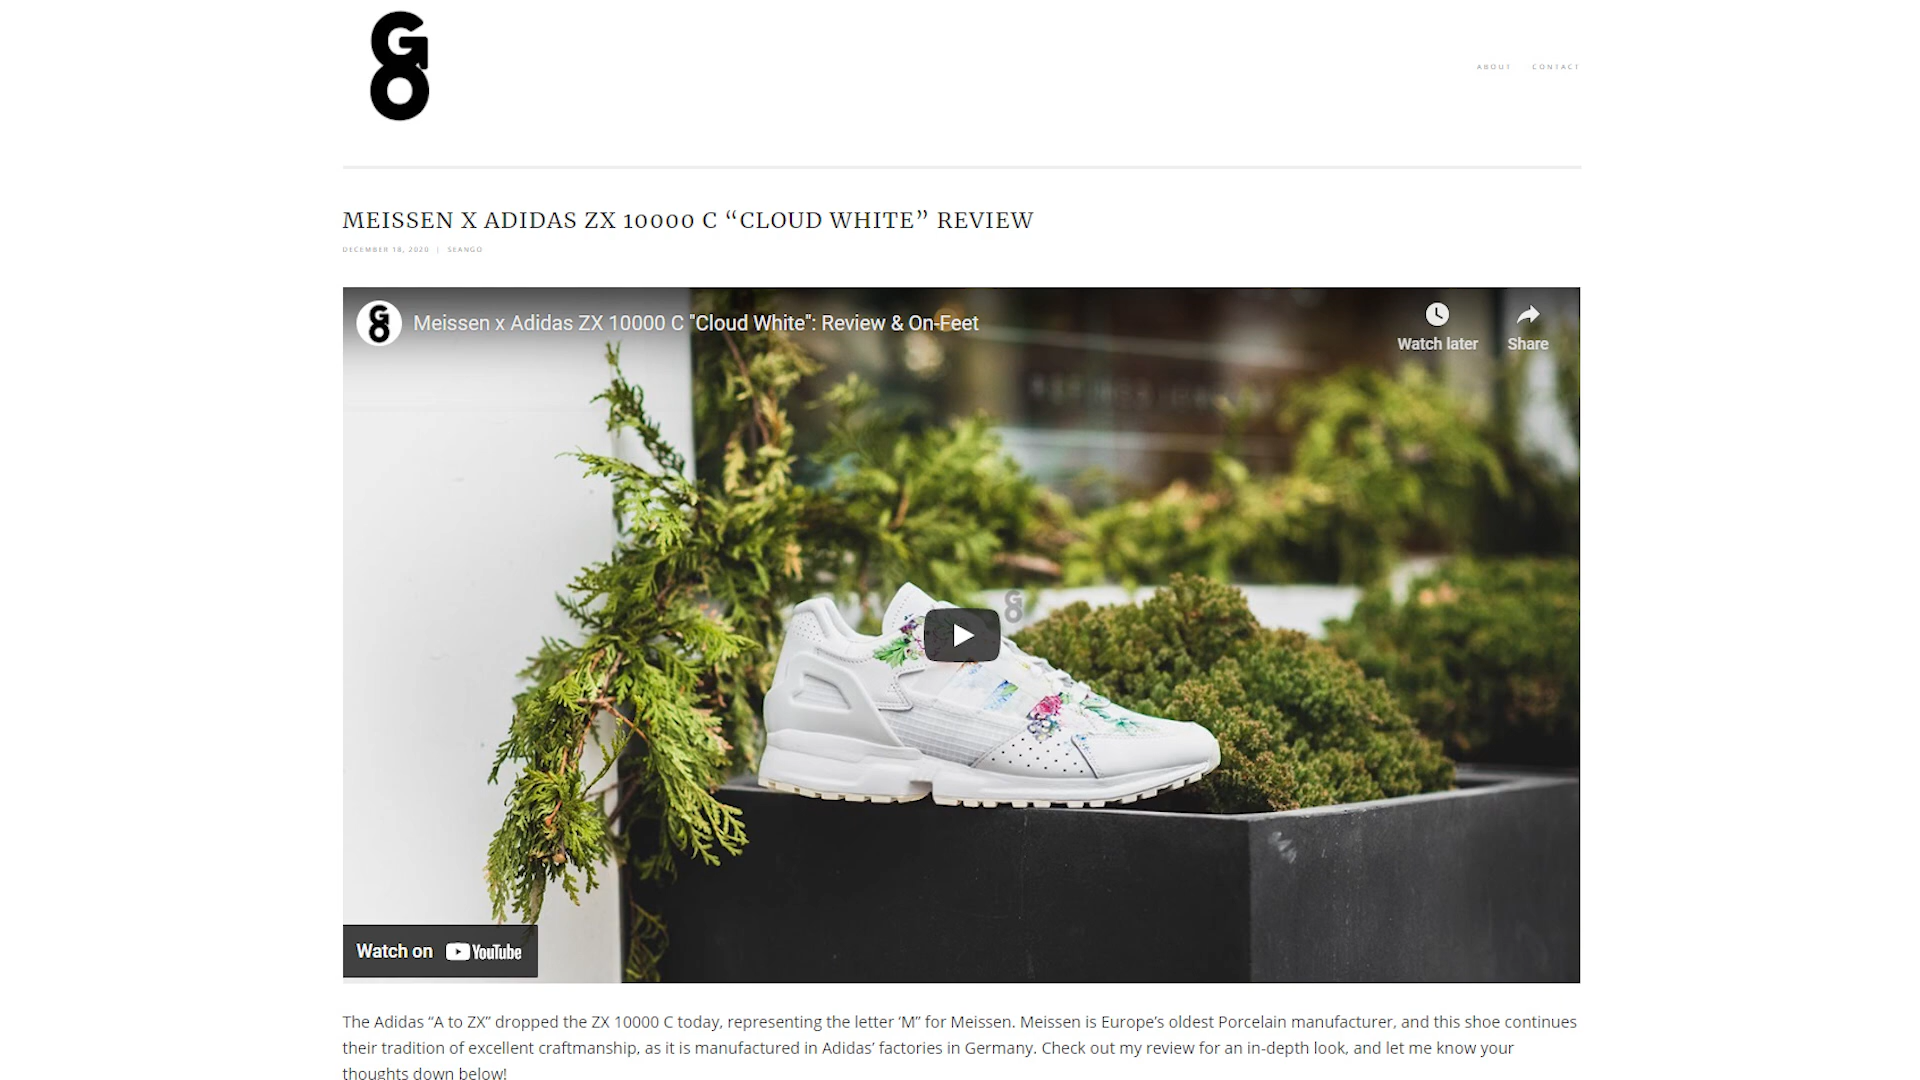 GO
ABOUT CONTACT
MEISSEN X ADIDAS ZX 10000 C “CLOUD WHITE” REVIEW
DECEMBER 18, 2020 | SEANGO
GO Meissen x Adidas ZX 10000 C "Cloud White": Review & On-Feet
Watch later Share
GO
Watch on YouTube
The Adidas “A to ZX” dropped the ZX 10000 C today, representing the letter ‘M” for Meissen. Meissen is Europe’s oldest Porcelain manufacturer, and this shoe continues
their tradition of excellent craftmanship, as it is manufactured in Adidas’ factories in Germany. Check out my review for an in-depth look, and let me know your
thoughts down below!